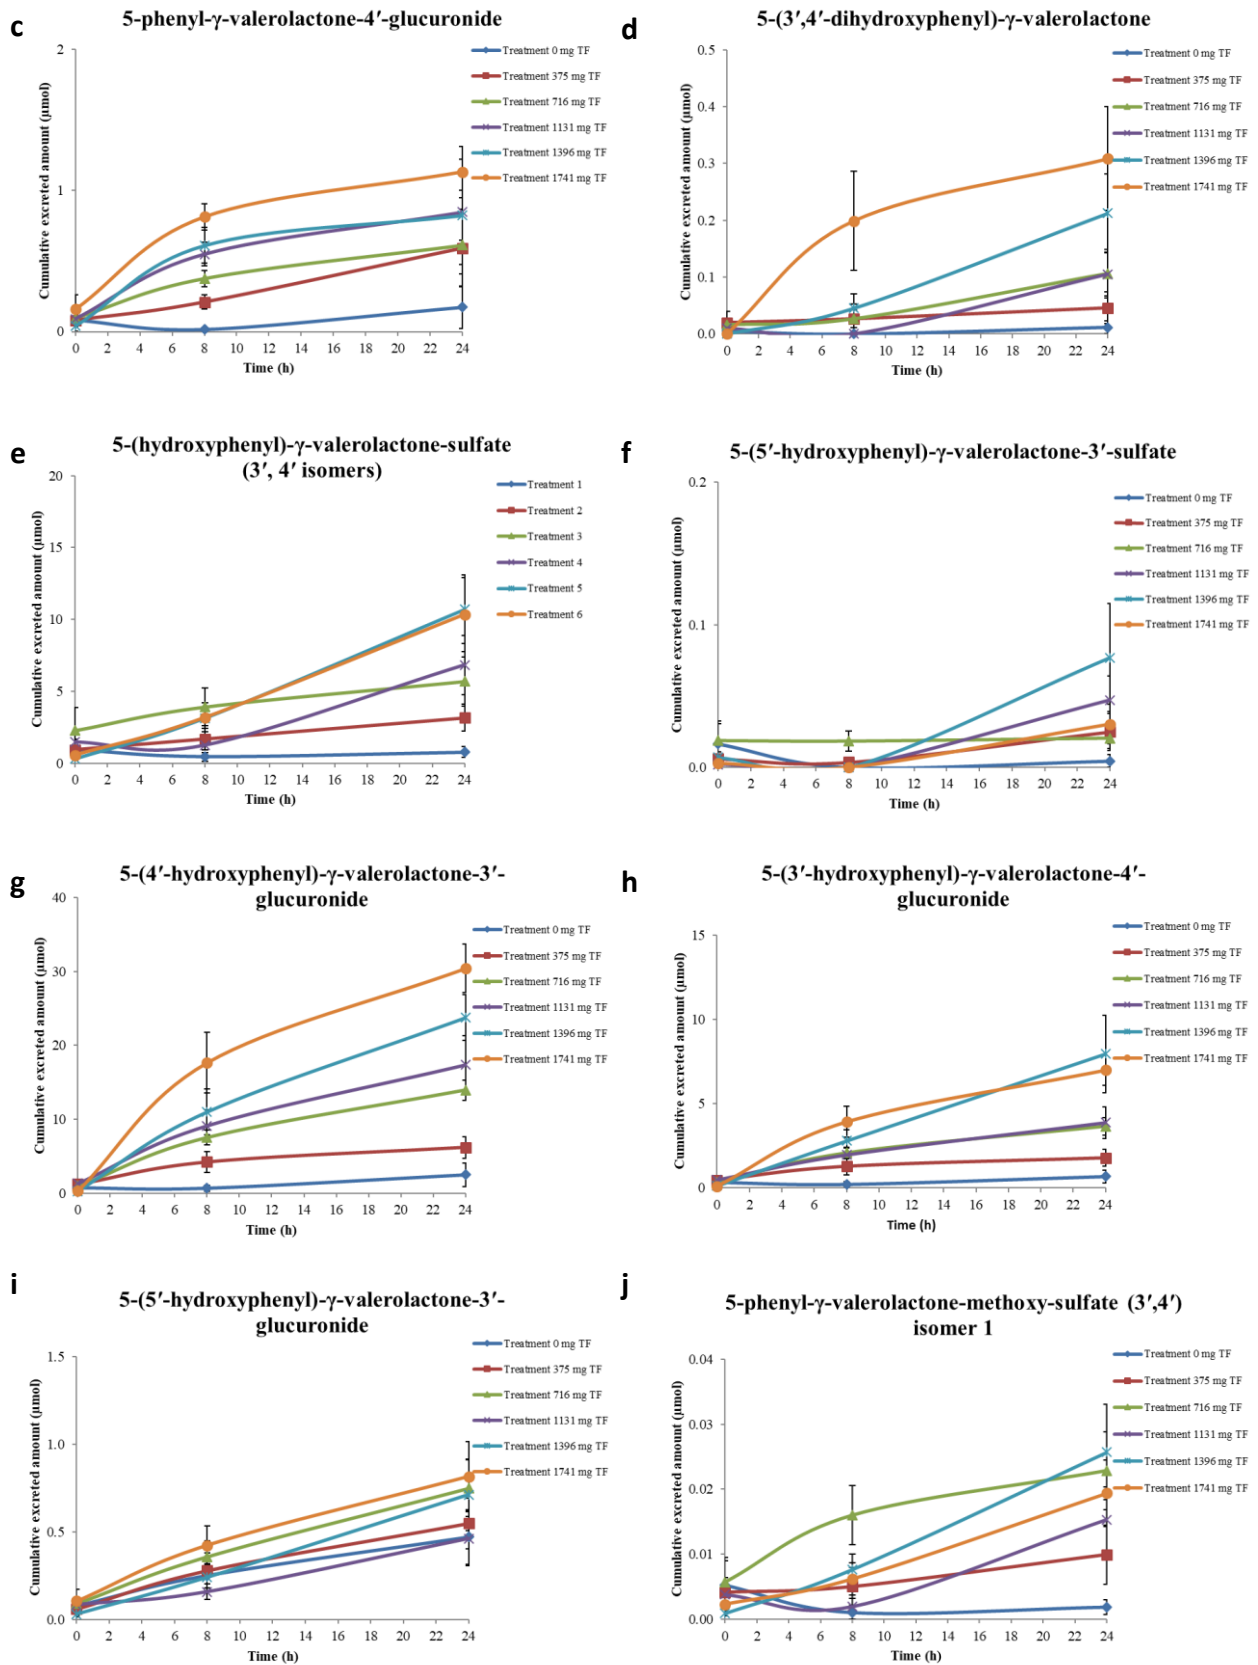 c
5-phenyl-γ-valerolactone-4′-glucuronide
Cumulative excreted amount (μmol)
2
1
0
0 2 4 6 8 10 12 14 16 18 20 22 24
Time (h)
Treatment 0 mg TF
Treatment 375 mg TF
Treatment 716 mg TF
Treatment 1131 mg TF
Treatment 1396 mg TF
Treatment 1741 mg TF
d
5-(3′,4′-dihydroxyphenyl)-γ-valerolactone
Cumulative excreted amount (μmol)
0.5
0.4
0.3
0.2
0.1
0.0
0 2 4 6 8 10 12 14 16 18 20 22 24
Time (h)
Treatment 0 mg TF
Treatment 375 mg TF
Treatment 716 mg TF
Treatment 1131 mg TF
Treatment 1396 mg TF
Treatment 1741 mg TF
e
5-(hydroxyphenyl)-γ-valerolactone-sulfate
(3′, 4′ isomers)
Cumulative excreted amount (μmol)
20
15
10
5
0
0 2 4 6 8 10 12 14 16 18 20 22 24
Time (h)
Treatment 1
Treatment 2
Treatment 3
Treatment 4
Treatment 5
Treatment 6
f
5-(5′-hydroxyphenyl)-γ-valerolactone-3′-sulfate
Cumulative excreted amount (μmol)
0.2
0.1
0.0
0 2 4 6 8 10 12 14 16 18 20 22 24
Time (h)
Treatment 0 mg TF
Treatment 375 mg TF
Treatment 716 mg TF
Treatment 1131 mg TF
Treatment 1396 mg TF
Treatment 1741 mg TF
g
5-(4′-hydroxyphenyl)-γ-valerolactone-3′-
glucuronide
Cumulative excreted amount (μmol)
40
30
20
10
0
0 2 4 6 8 10 12 14 16 18 20 22 24
Time (h)
Treatment 0 mg TF
Treatment 375 mg TF
Treatment 716 mg TF
Treatment 1131 mg TF
Treatment 1396 mg TF
Treatment 1741 mg TF
h
5-(3′-hydroxyphenyl)-γ-valerolactone-4′-
glucuronide
Cumulative excreted amount (μmol)
15
10
5
0
0 2 4 6 8 10 12 14 16 18 20 22 24
Time (h)
Treatment 0 mg TF
Treatment 375 mg TF
Treatment 716 mg TF
Treatment 1131 mg TF
Treatment 1396 mg TF
Treatment 1741 mg TF
i
5-(5′-hydroxyphenyl)-γ-valerolactone-3′-
glucuronide
Cumulative excreted amount (μmol)
1.5
1.0
0.5
0.0
0 2 4 6 8 10 12 14 16 18 20 22 24
Time (h)
Treatment 0 mg TF
Treatment 375 mg TF
Treatment 716 mg TF
Treatment 1131 mg TF
Treatment 1396 mg TF
Treatment 1741 mg TF
j
5-phenyl-γ-valerolactone-methoxy-sulfate (3′,4′)
isomer 1
Cumulative excreted amount (μmol)
0.04
0.03
0.02
0.01
0.00
0 2 4 6 8 10 12 14 16 18 20 22 24
Time (h)
Treatment 0 mg TF
Treatment 375 mg TF
Treatment 716 mg TF
Treatment 1131 mg TF
Treatment 1396 mg TF
Treatment 1741 mg TF